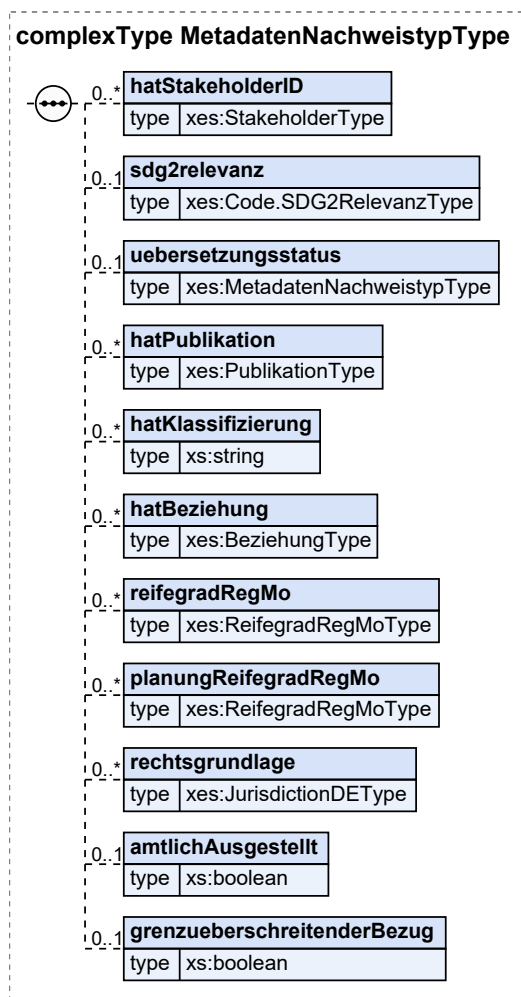 complexType MetadatenNachweistypType
0..* hatStakeholderID
type xes:StakeholderType
0..1 sdg2relevanz
type xes:Code.SDG2RelevanzType
0..1 uebersetzungsstatus
type xes:MetadatenNachweistypType
0..* hatPublikation
type xes:PublikationType
0..* hatKlassifizierung
type xs:string
0..* hatBeziehung
type xes:BeziehungType
0..* reifegradRegMo
type xes:ReifegradRegMoType
0..* planungReifegradRegMo
type xes:ReifegradRegMoType
0..* rechtsgrundlage
type xes:JurisdictionDEType
0..1 amtlichAusgestellt
type xs:boolean
0..1 grenzueberschreitenderBezug
type xs:boolean